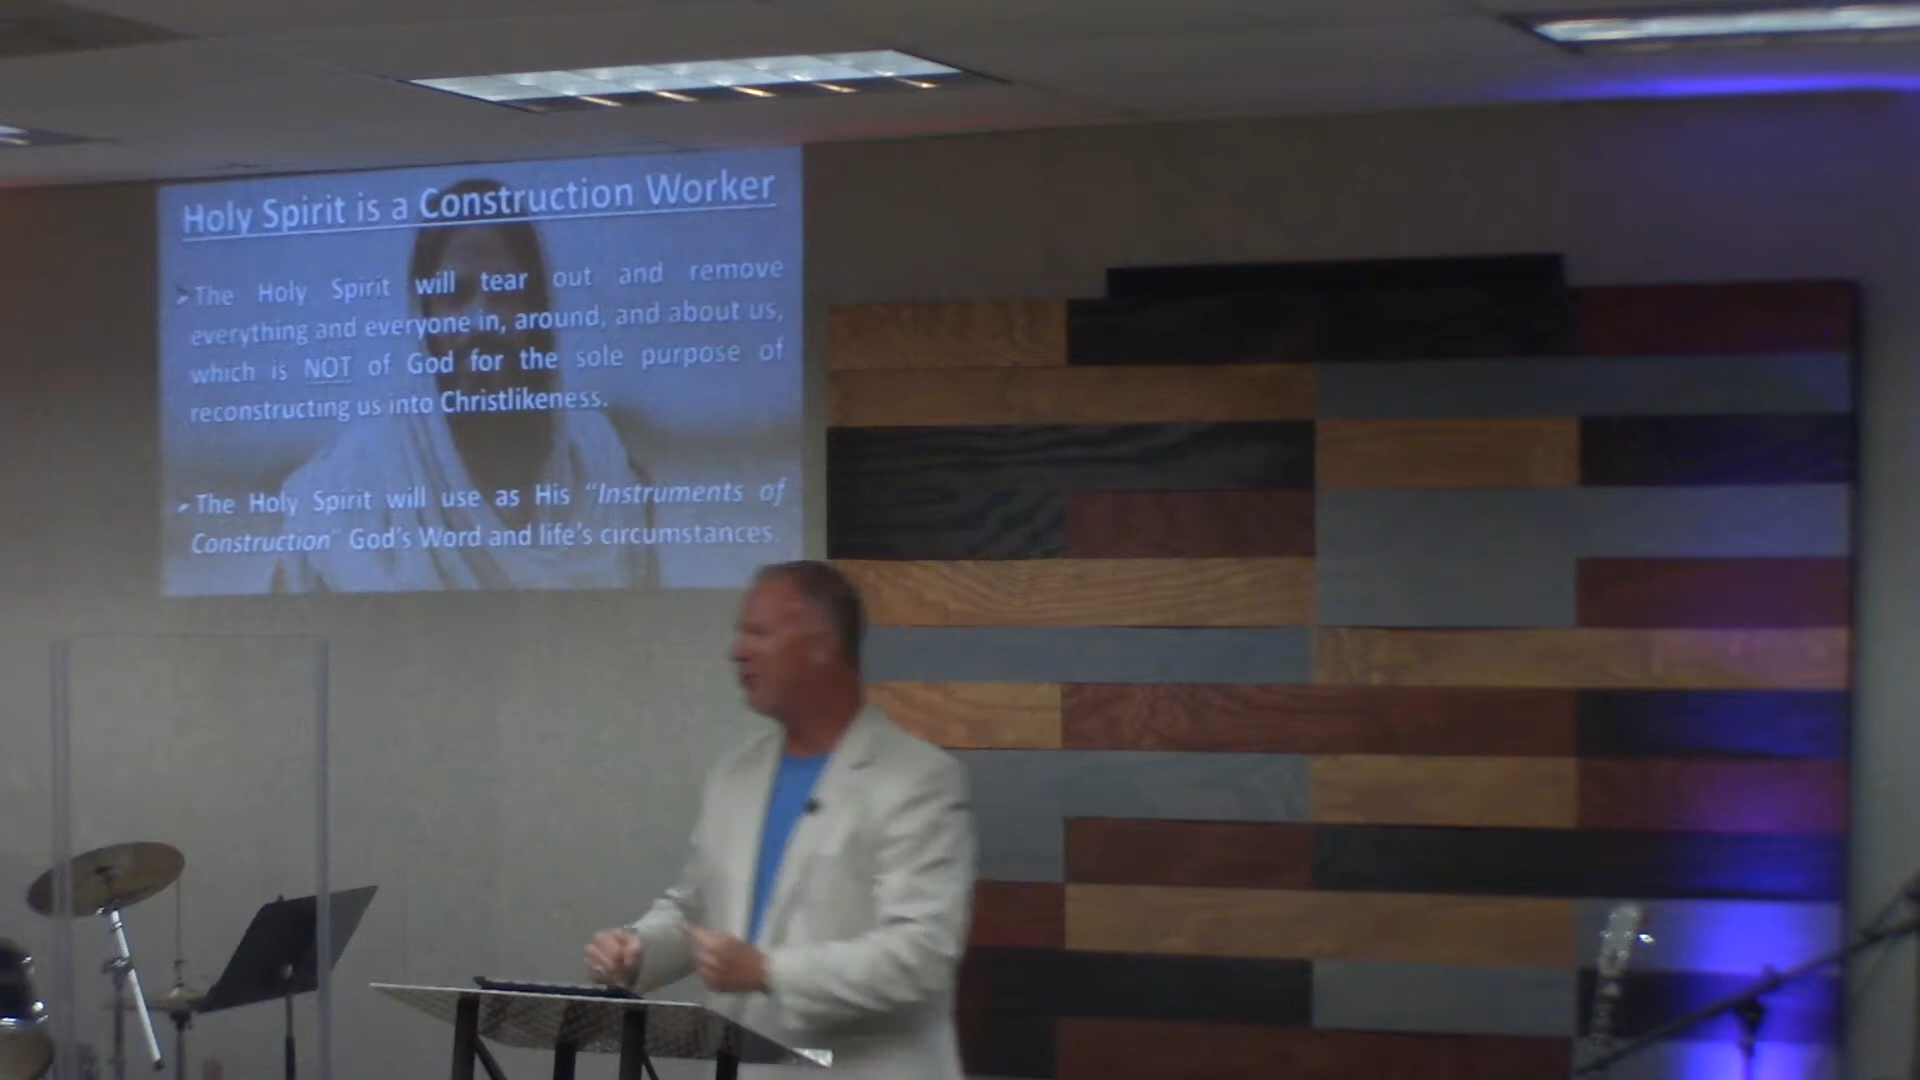 Holy Spirit is a Construction Worker
➢The Holy Spirit will tear out and remove
everything and everyone in, around, and about us,
which is NOT of God for the sole purpose of
reconstructing us into Christlikeness.
➢The Holy Spirit will use as His “Instruments of
Construction” God’s Word and life’s circumstances.